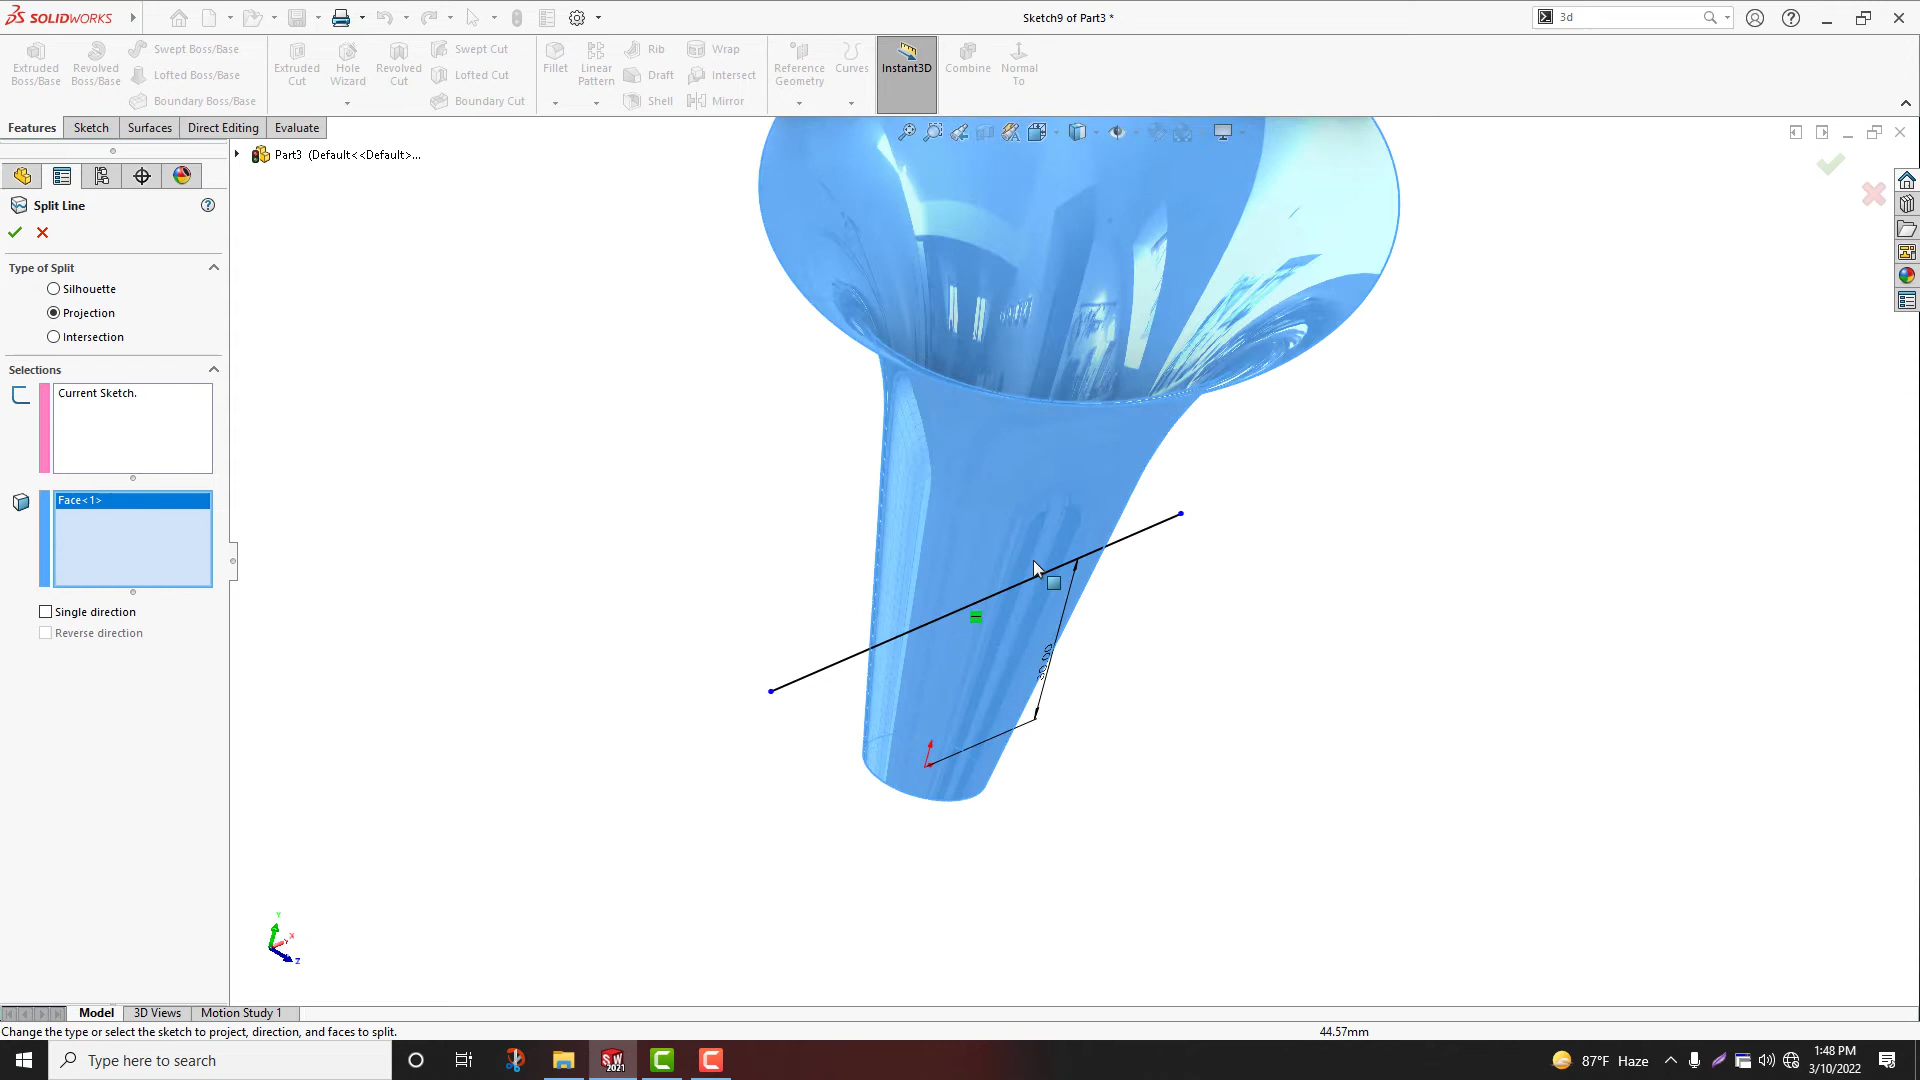 SOLIDWORKS
Sketch9 of Part3 *
3d
Extruded Boss/Base
Revolved Boss/Base
Swept Boss/Base
Lofted Boss/Base
Boundary Boss/Base
Extruded Cut
Hole Wizard
Revolved Cut
Swept Cut
Lofted Cut
Boundary Cut
Fillet
Linear Pattern
Rib
Draft
Shell
Wrap
Intersect
Mirror
Reference Geometry
Curves
Instant3D
Combine
Normal To
Features
Sketch
Surfaces
Direct Editing
Evaluate
Part3 (Default<<Default>...
Split Line
Type of Split
Silhouette
Projection
Intersection
Selections
Current Sketch.
Face<1>
Single direction
Reverse direction
Y
X
Z
Model
3D Views
Motion Study 1
Change the type or select the sketch to project, direction, and faces to split.
44.57mm
Type here to search
SW
2021
87°F Haze
1:48 PM
3/10/2022